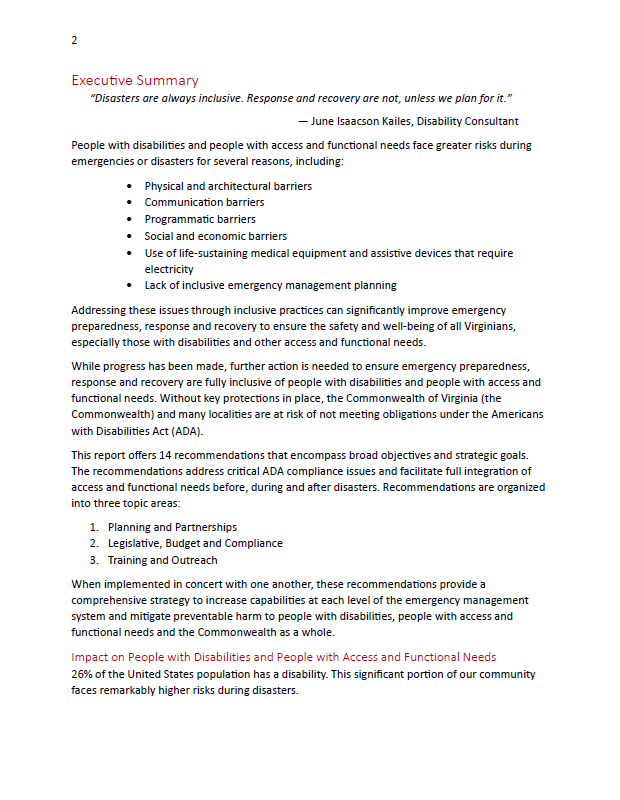 2
Executive Summary
“Disasters are always inclusive. Response and recovery are not, unless we plan for it.”
— June Isaacson Kailes, Disability Consultant
People with disabilities and people with access and functional needs face greater risks during
emergencies or disasters for several reasons, including:
• Physical and architectural barriers
• Communication barriers
• Programmatic barriers
• Social and economic barriers
• Use of life-sustaining medical equipment and assistive devices that require
electricity
• Lack of inclusive emergency management planning
Addressing these issues through inclusive practices can significantly improve emergency
preparedness, response and recovery to ensure the safety and well-being of all Virginians,
especially those with disabilities and other access and functional needs.
While progress has been made, further action is needed to ensure emergency preparedness,
response and recovery are fully inclusive of people with disabilities and people with access and
functional needs. Without key protections in place, the Commonwealth of Virginia (the
Commonwealth) and many localities are at risk of not meeting obligations under the Americans
with Disabilities Act (ADA).
This report offers 14 recommendations that encompass broad objectives and strategic goals.
The recommendations address critical ADA compliance issues and facilitate full integration of
access and functional needs before, during and after disasters. Recommendations are organized
into three topic areas:
1. Planning and Partnerships
2. Legislative, Budget and Compliance
3. Training and Outreach
When implemented in concert with one another, these recommendations provide a
comprehensive strategy to increase capabilities at each level of the emergency management
system and mitigate preventable harm to people with disabilities, people with access and
functional needs and the Commonwealth as a whole.
Impact on People with Disabilities and People with Access and Functional Needs
26% of the United States population has a disability. This significant portion of our community
faces remarkably higher risks during disasters.